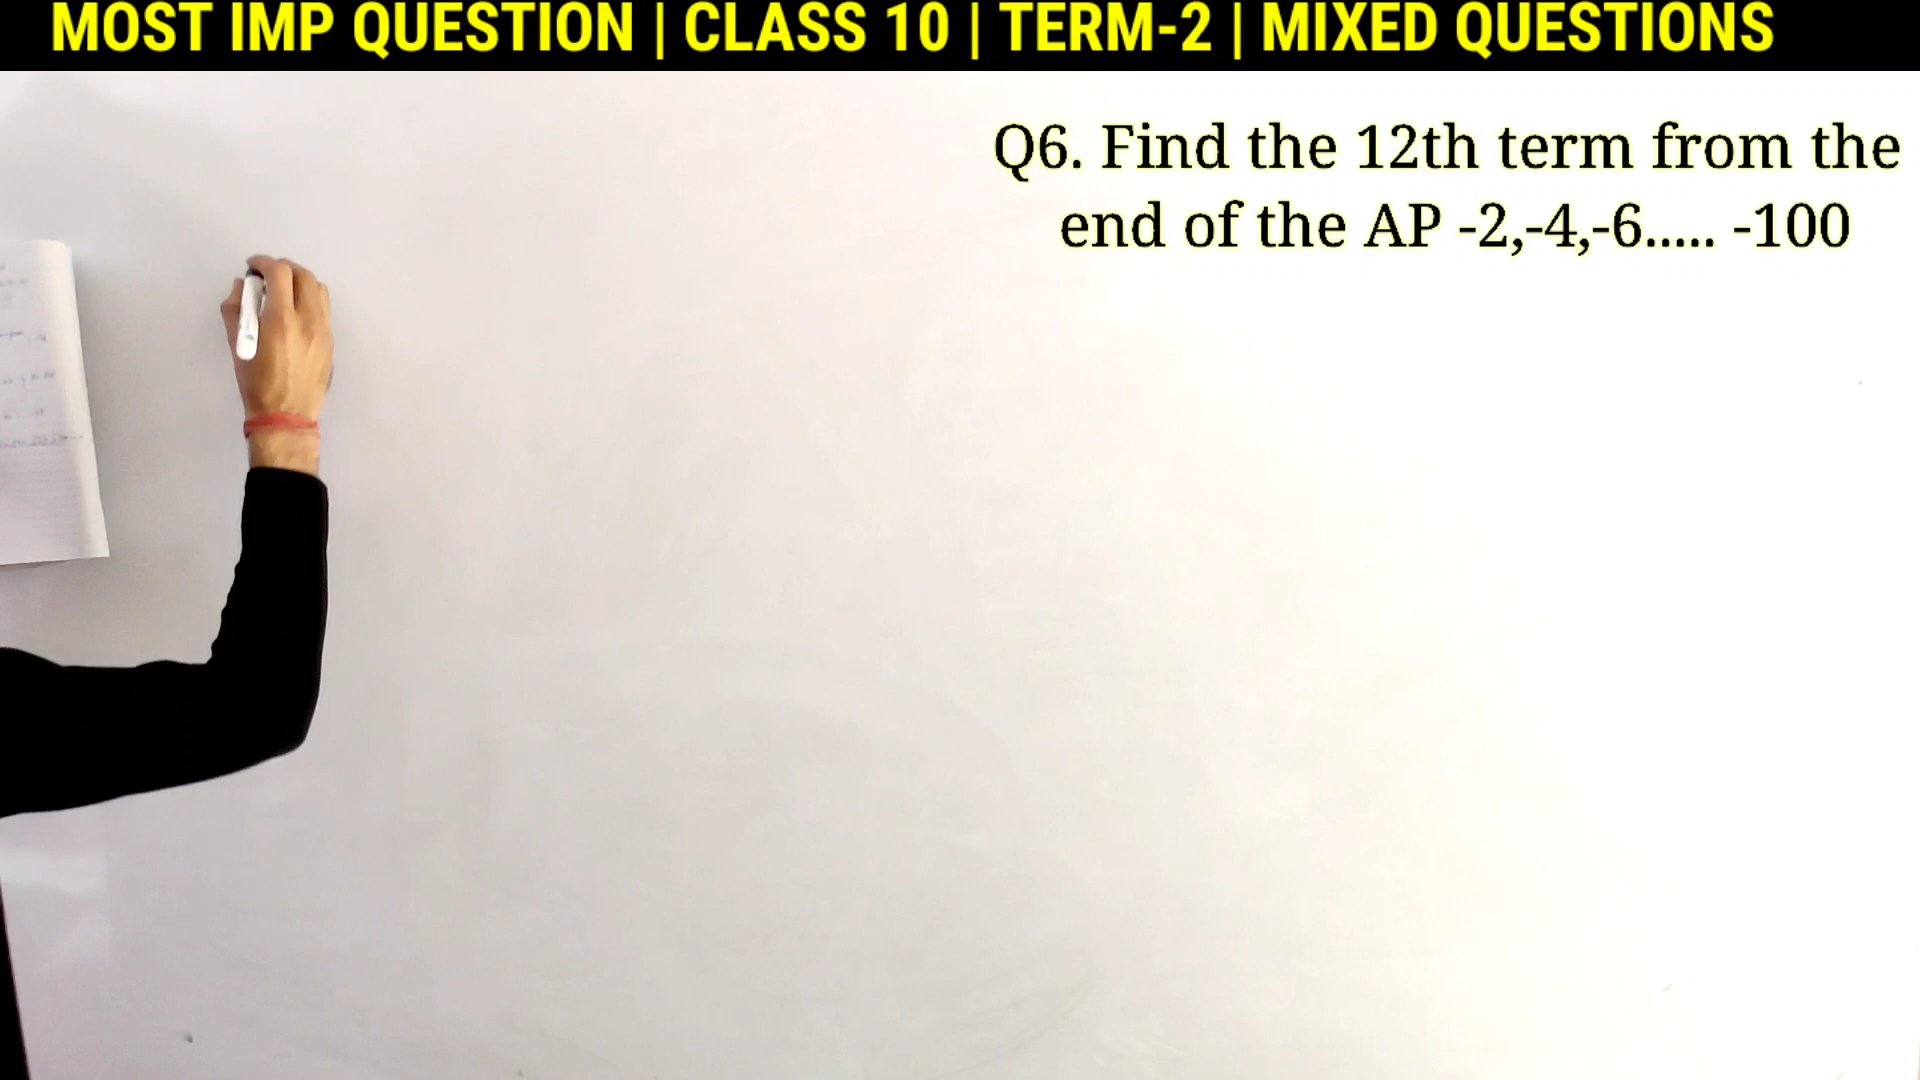 MOST IMP QUESTION | CLASS 10 | TERM-2 | MIXED QUESTIONS
Q6. Find the 12th term from the
end of the AP -2,-4,-6..... -100